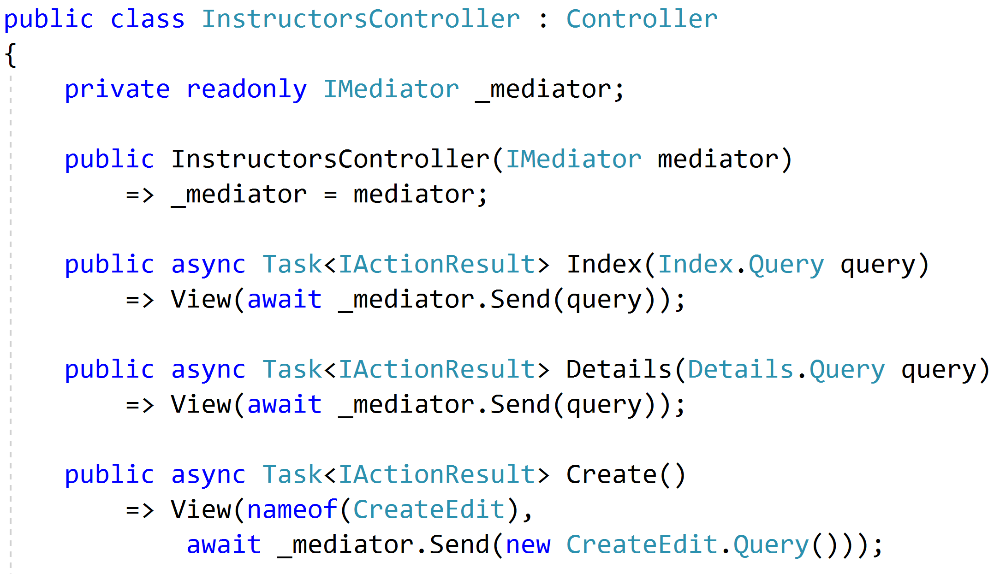 public class InstructorsController : Controller
{
    private readonly IMediator _mediator;

    public InstructorsController(IMediator mediator)
        => _mediator = mediator;

    public async Task<IActionResult> Index(Index.Query query)
        => View(await _mediator.Send(query));

    public async Task<IActionResult> Details(Details.Query query)
        => View(await _mediator.Send(query));

    public async Task<IActionResult> Create()
        => View(nameof(CreateEdit),
            await _mediator.Send(new CreateEdit.Query()));